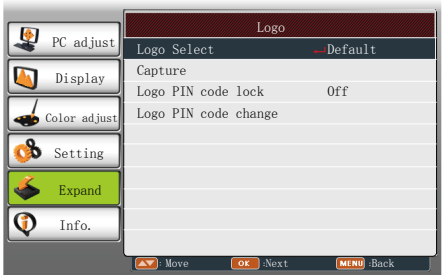 PC adjust
Display
Color adjust
Setting
Expand
Info.
Logo
Logo Select Default
Capture
Logo PIN code lock Off
Logo PIN code change
: Move OK :Next MENU :Back